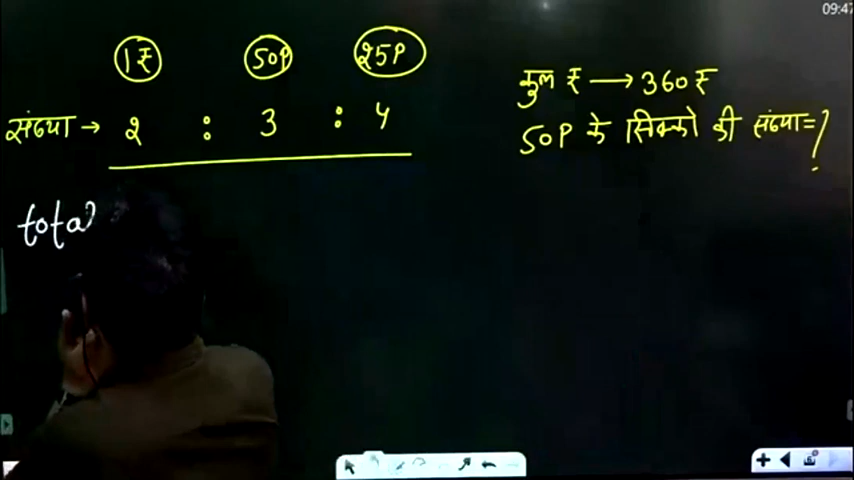 1₹ 50P 25P
संख्या → 2 : 3 : 4
total
कुल ₹ → 360₹
50P के सिक्को की संख्या = ?
09:47